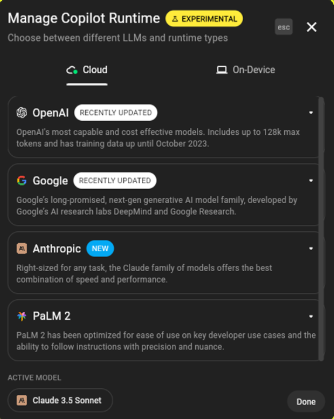 Manage Copilot Runtime EXPERIMENTAL esc
Choose between different LLMs and runtime types
Cloud On-Device
OpenAI RECENTLY UPDATED
OpenAI's most capable and cost effective models. Includes up to 128k max
tokens and has training data up until October 2023.
Google RECENTLY UPDATED
Google's long-promised, next-gen generative AI model family, developed by
Google's AI research labs DeepMind and Google Research.
Anthropic NEW
Right-sized for any task, the Claude family of models offers the best
combination of speed and performance.
PaLM 2
PaLM 2 has been optimized for ease of use on key developer use cases and the
ability to follow instructions with precision and nuance.
ACTIVE MODEL
Claude 3.5 Sonnet Done